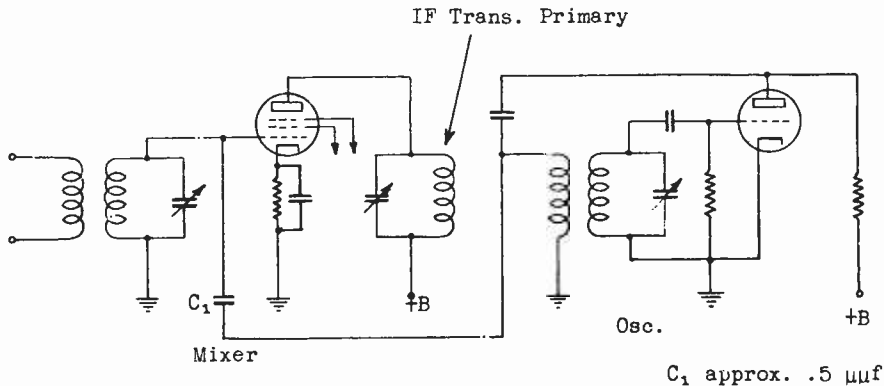 IF Trans. Primary
C₁
+B
+B
Osc.
Mixer
C₁ approx. .5 μμf